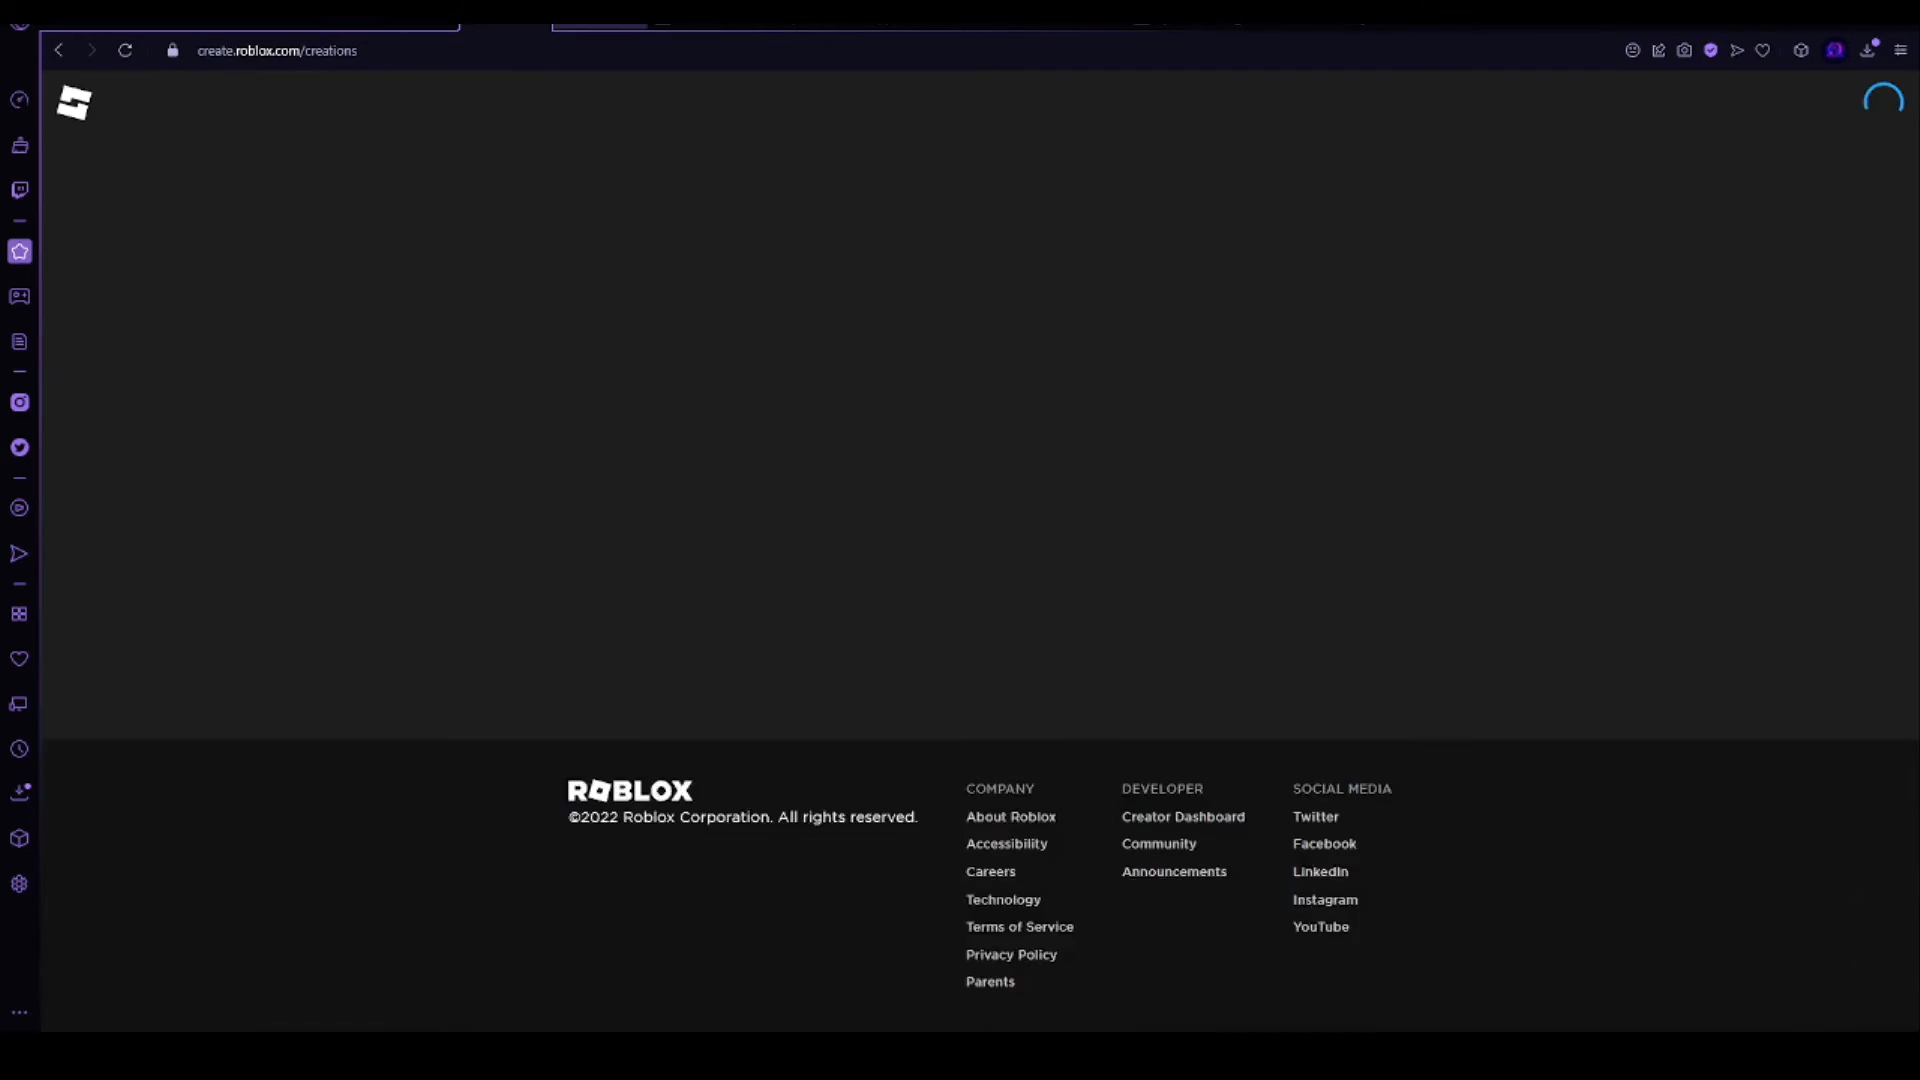 create.roblox.com/creations
ROBLOX
©2022 Roblox Corporation. All rights reserved.
COMPANY
About Roblox
Accessibility
Careers
Technology
Terms of Service
Privacy Policy
Parents
DEVELOPER
Creator Dashboard
Community
Announcements
SOCIAL MEDIA
Twitter
Facebook
LinkedIn
Instagram
YouTube